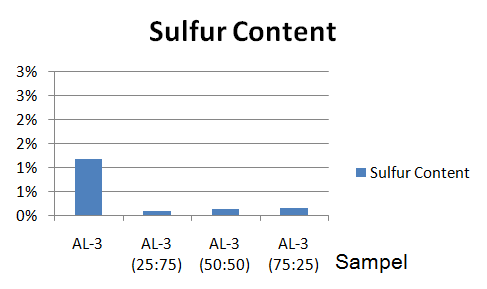 Sulfur Content
3%
3%
2%
2%
1%
1%
0%
AL-3
AL-3
(25:75)
AL-3
(50:50)
AL-3
(75:25)
Sampel
Sulfur Content